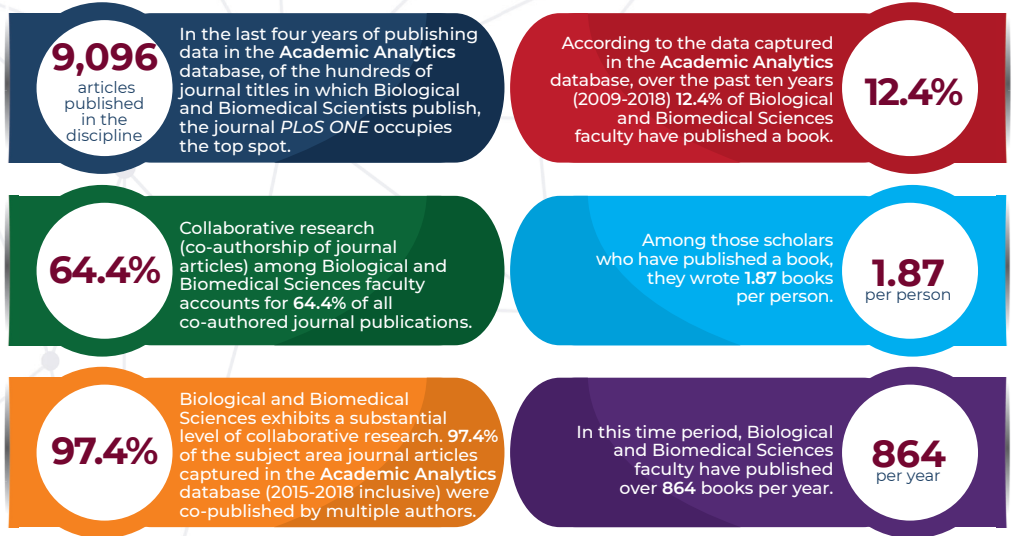 9,096
articles
published
in the
discipline
In the last four years of publishing
data in the Academic Analytics
database, of the hundreds of
journal titles in which Biological
and Biomedical Scientists publish,
the journal PLoS ONE occupies
the top spot.
According to the data captured
in the Academic Analytics
database, over the past ten years
(2009-2018) 12.4% of Biological
and Biomedical Sciences
faculty have published a book.
12.4%
64.4%
Collaborative research
(co-authorship of journal
articles) among Biological and
Biomedical Sciences faculty
accounts for 64.4% of all
co-authored journal publications.
Among those scholars
who have published a book,
they wrote 1.87 books
per person.
1.87
per person
97.4%
Biological and Biomedical
Sciences exhibits a substantial
level of collaborative research. 97.4%
of the subject area journal articles
captured in the Academic Analytics
database (2015-2018 inclusive) were
co-published by multiple authors.
In this time period, Biological
and Biomedical Sciences
faculty have published
over 864 books per year.
864
per year